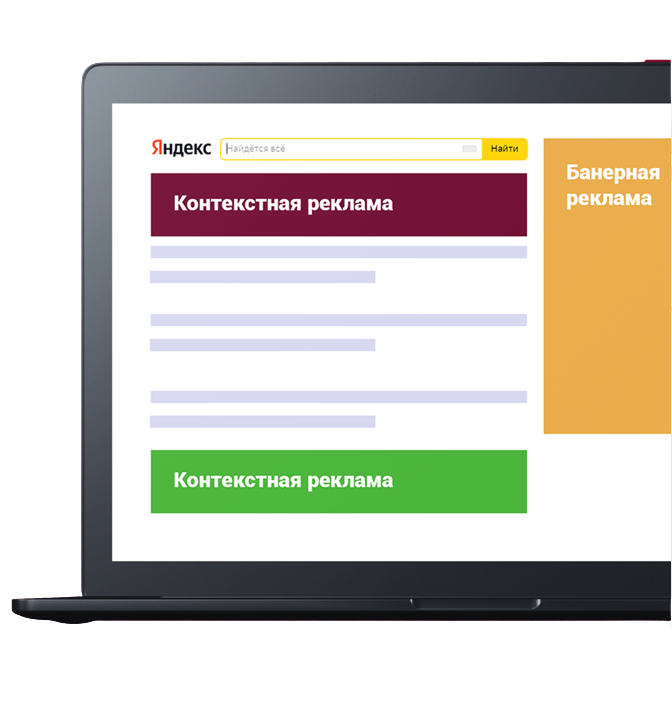 Яндекс Найдётся всё Найти
Контекстная реклама
Банерная
реклама
Контекстная реклама